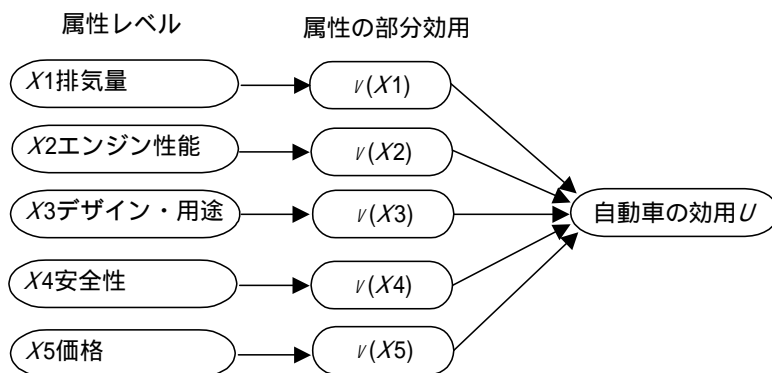 属性レベル
属性の部分効用
X1排気量
V(X1)
X2エンジン性能
V(X2)
X3デザイン・用途
V(X3)
自動車の効用U
X4安全性
V(X4)
X5価格
V(X5)